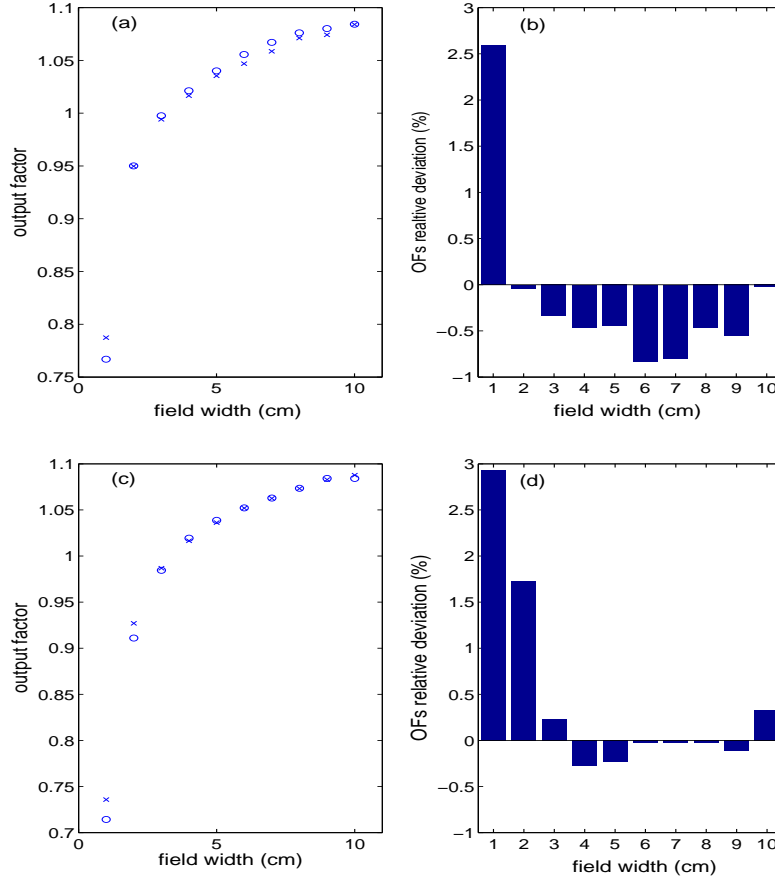 (a)
1.1
1.05
1
0.95
0.9
0.85
0.8
0.75
0
5
10
output factor
field width (cm)
(b)
3
2.5
2
1.5
1
0.5
0
−0.5
−1
1 2 3 4 5 6 7 8 9 10
OFs realtive deviation (%)
field width (cm)
(c)
1.1
1.05
1
0.95
0.9
0.85
0.8
0.75
0.7
0
5
10
output factor
field width (cm)
(d)
3
2.5
2
1.5
1
0.5
0
−0.5
−1
1 2 3 4 5 6 7 8 9 10
OFs relative deviation (%)
field width (cm)